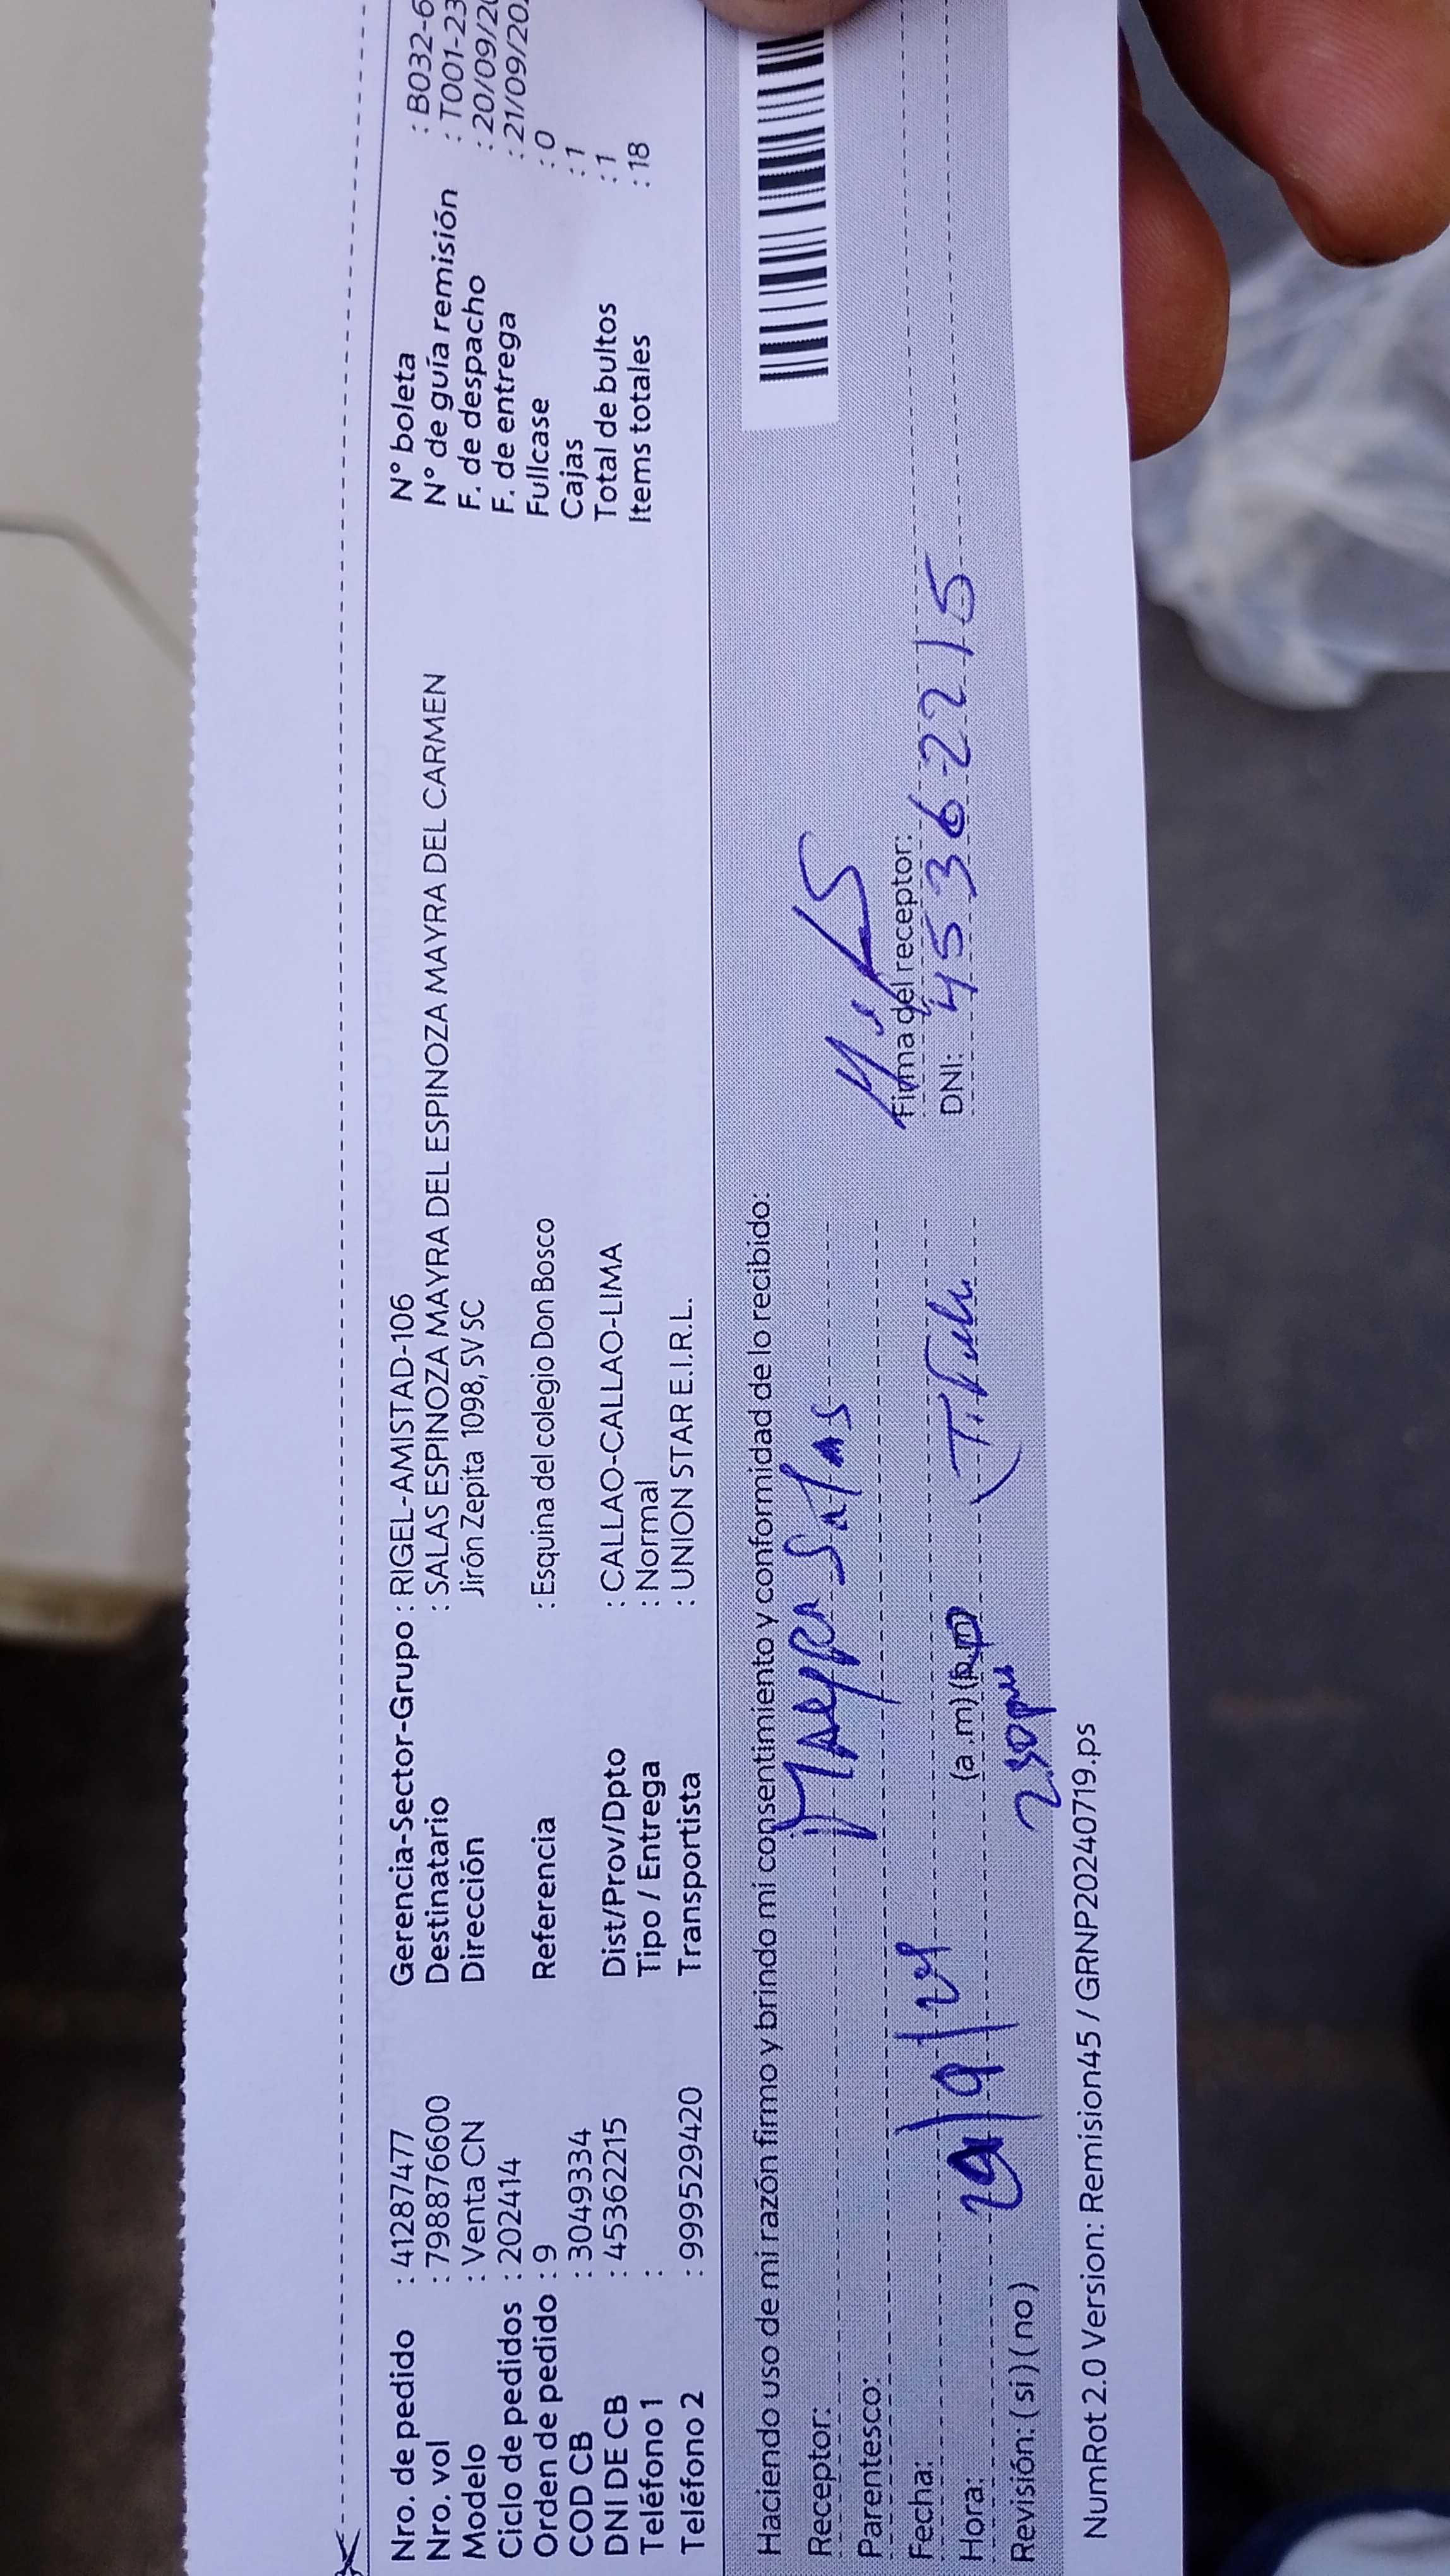 Nro. de pedido : 41287477
Nro. vol : 798876600
Modelo : Venta CN
Ciclo de pedidos : 202414
Orden de pedido : 9
COD CB : 3049334
DNI DE CB : 45362215
Teléfono 1 :
Teléfono 2 : 999529420
Gerencia-Sector-Grupo : RIGEL-AMISTAD-106
Destinatario : SALAS ESPINOZA MAYRA DEL ESPINOZA MAYRA DEL CARMEN
Dirección Jirón Zepita 1098, SV SC
Referencia : Esquina del colegio Don Bosco
Dist/Prov/Dpto : CALLAO-CALLAO-LIMA
Tipo / Entrega : Normal
Transportista : UNION STAR E.I.R.L.
N° boleta : B032-6
N° de guía remisión : T001-23
F. de despacho : 20/09/20
F. de entrega : 21/09/20
Fullcase : 0
Cajas : 1
Total de bultos : 1
Items totales : 18
Haciendo uso de mi razón firmo y brindo mi consentimiento y conformidad de lo recibido:
Receptor: Mayra Salas
Parentesco:
Fecha:
Hora: (a.m) (p.m)
2.30 pm
Revisión: ( si ) ( no )
Firma del receptor:
DNI: 45362215
NumRot 2.0 Version: Remision45 / GRNP20240719.ps